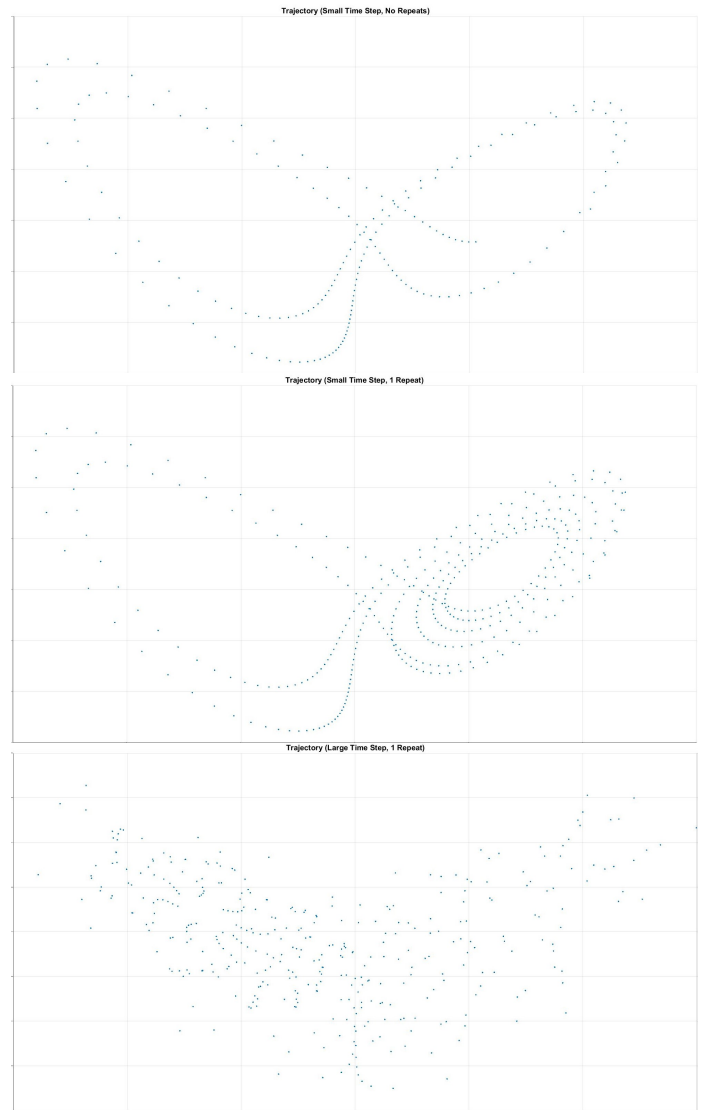 Trajectory (Small Time Step, No Repeats)
Trajectory (Small Time Step, 1 Repeat)
Trajectory (Large Time Step, 1 Repeat)